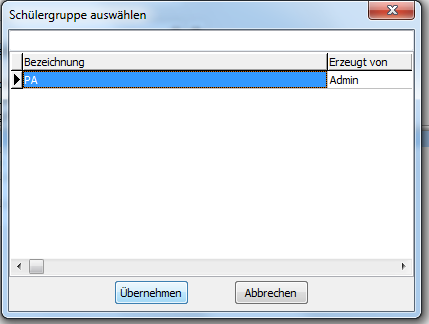 Schülergruppe auswählen
Bezeichnung Erzeugt von
PA Admin
Übernehmen Abbrechen